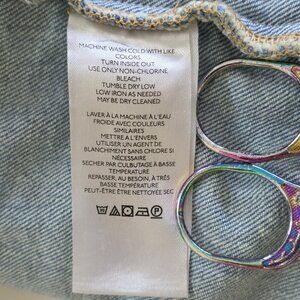 MACHINE WASH COLD WITH LIKE
COLORS
TURN INSIDE OUT
USE ONLY NON-CHLORINE
BLEACH
TUMBLE DRY LOW
LOW IRON AS NEEDED
MAY BE DRY CLEANED
LAVER À LA MACHINE À L'EAU
FROIDE AVEC COULEURS
SIMILAIRES
METTRE A L'ENVERS
UTILISER UN AGENT DE
BLANCHIMENT SANS CHLORE SI
NÉCESSAIRE
SECHER PAR CULBUTAGE À BASSE
TEMPERATURE
REPASSER, AU BESOIN, À TRÈS
BASSE TEMPÉRATURE
PEUT-ÊTRE ÊTRE NETTOYÉ SEC